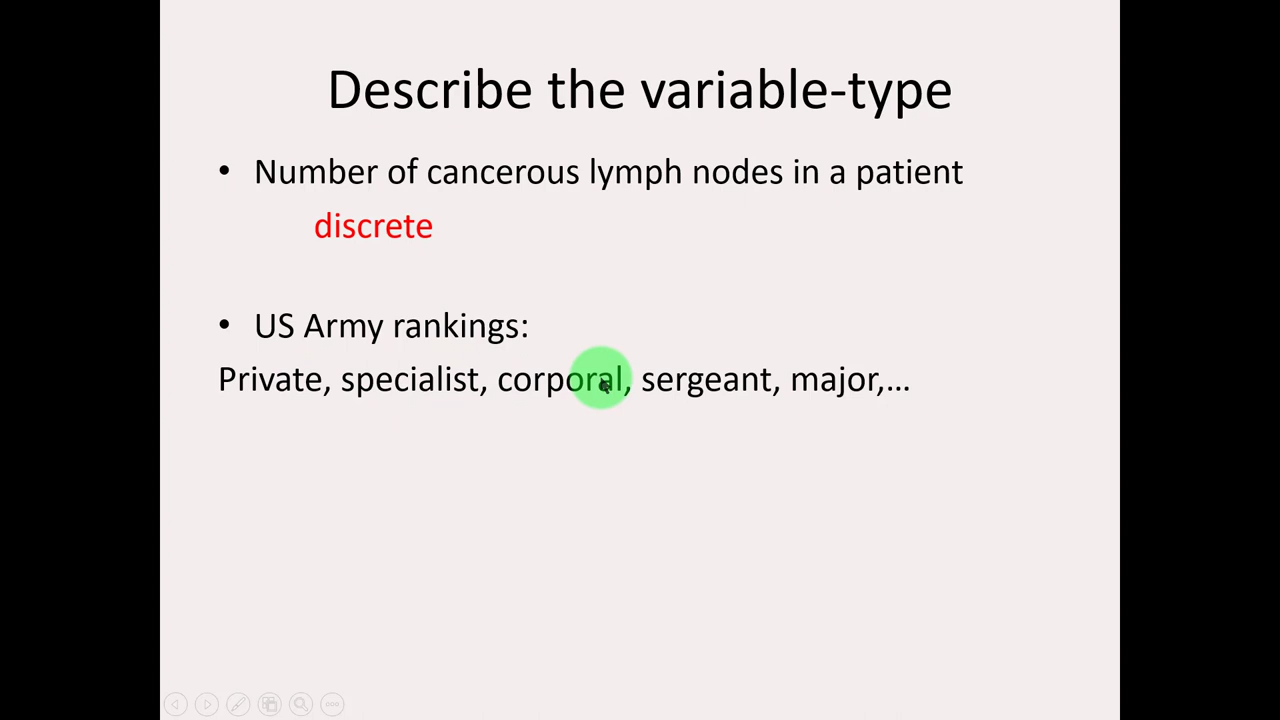 Describe the variable-type
• Number of cancerous lymph nodes in a patient
discrete
• US Army rankings:
Private, specialist, corporal, sergeant, major,...